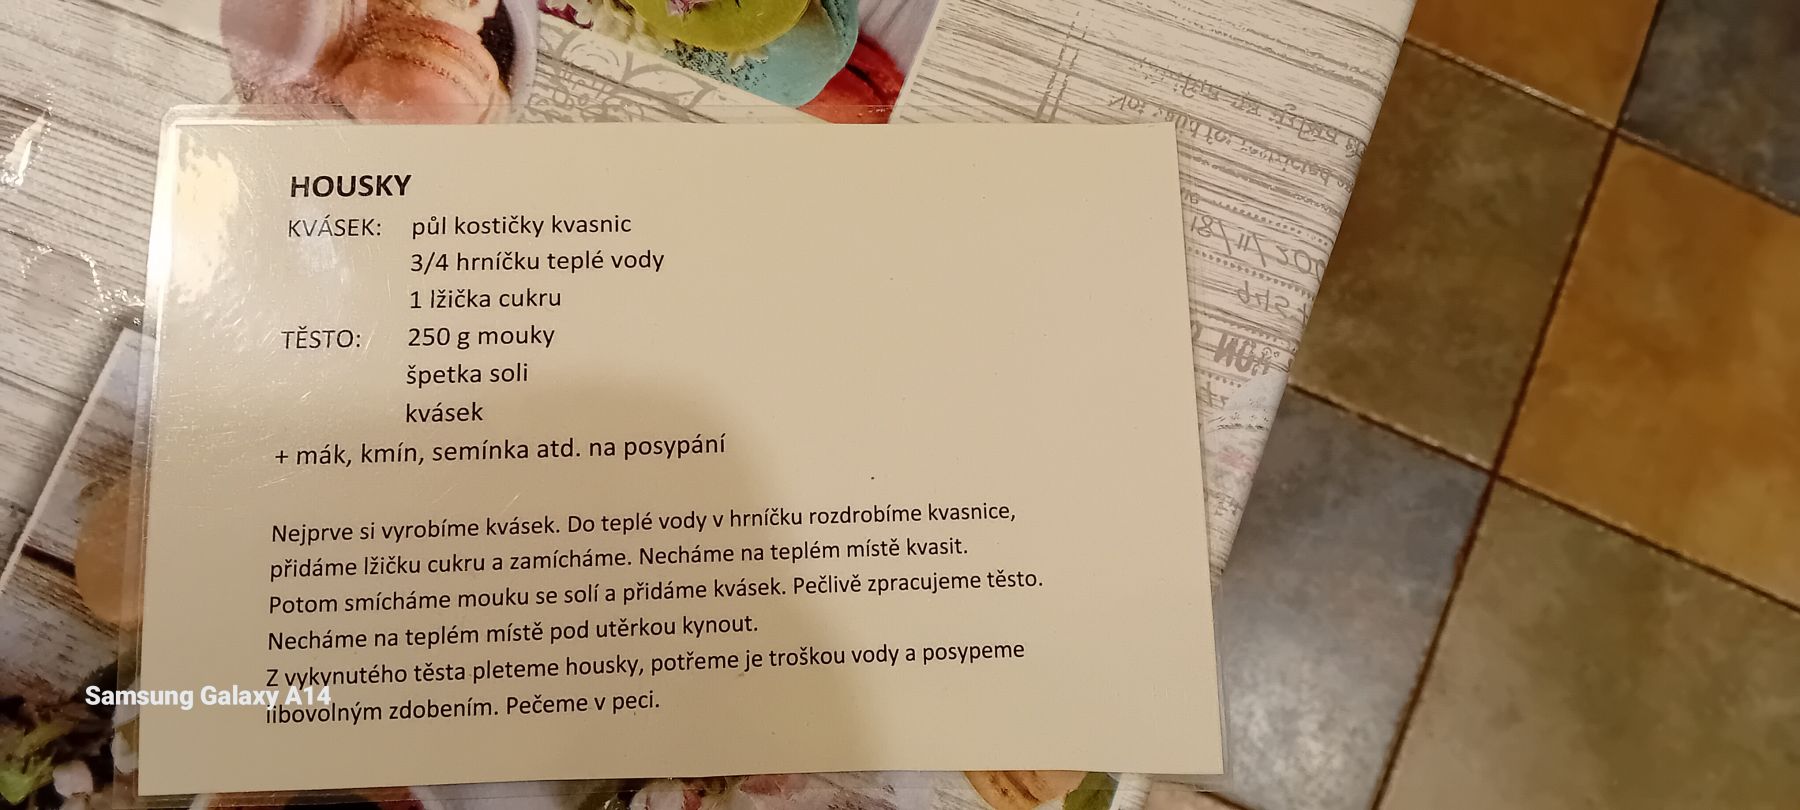 HOUSKY
KVÁSEK: půl kostičky kvasnic
3/4 hrníčku teplé vody
1 lžička cukru
TĚSTO: 250 g mouky
špetka soli
kvásek
+ mák, kmín, semínka atd. na posypání
Nejprve si vyrobíme kvásek. Do teplé vody v hrníčku rozdrobíme kvasnice,
přidáme lžičku cukru a zamícháme. Necháme na teplém místě kvasit.
Potom smícháme mouku se solí a přidáme kvásek. Pečlivě zpracujeme těsto.
Necháme na teplém místě pod utěrkou kynout.
Z vykynutého těsta pleteme housky, potřeme je troškou vody a posypeme
libovolným zdobením. Pečeme v peci.
Samsung Galaxy A14